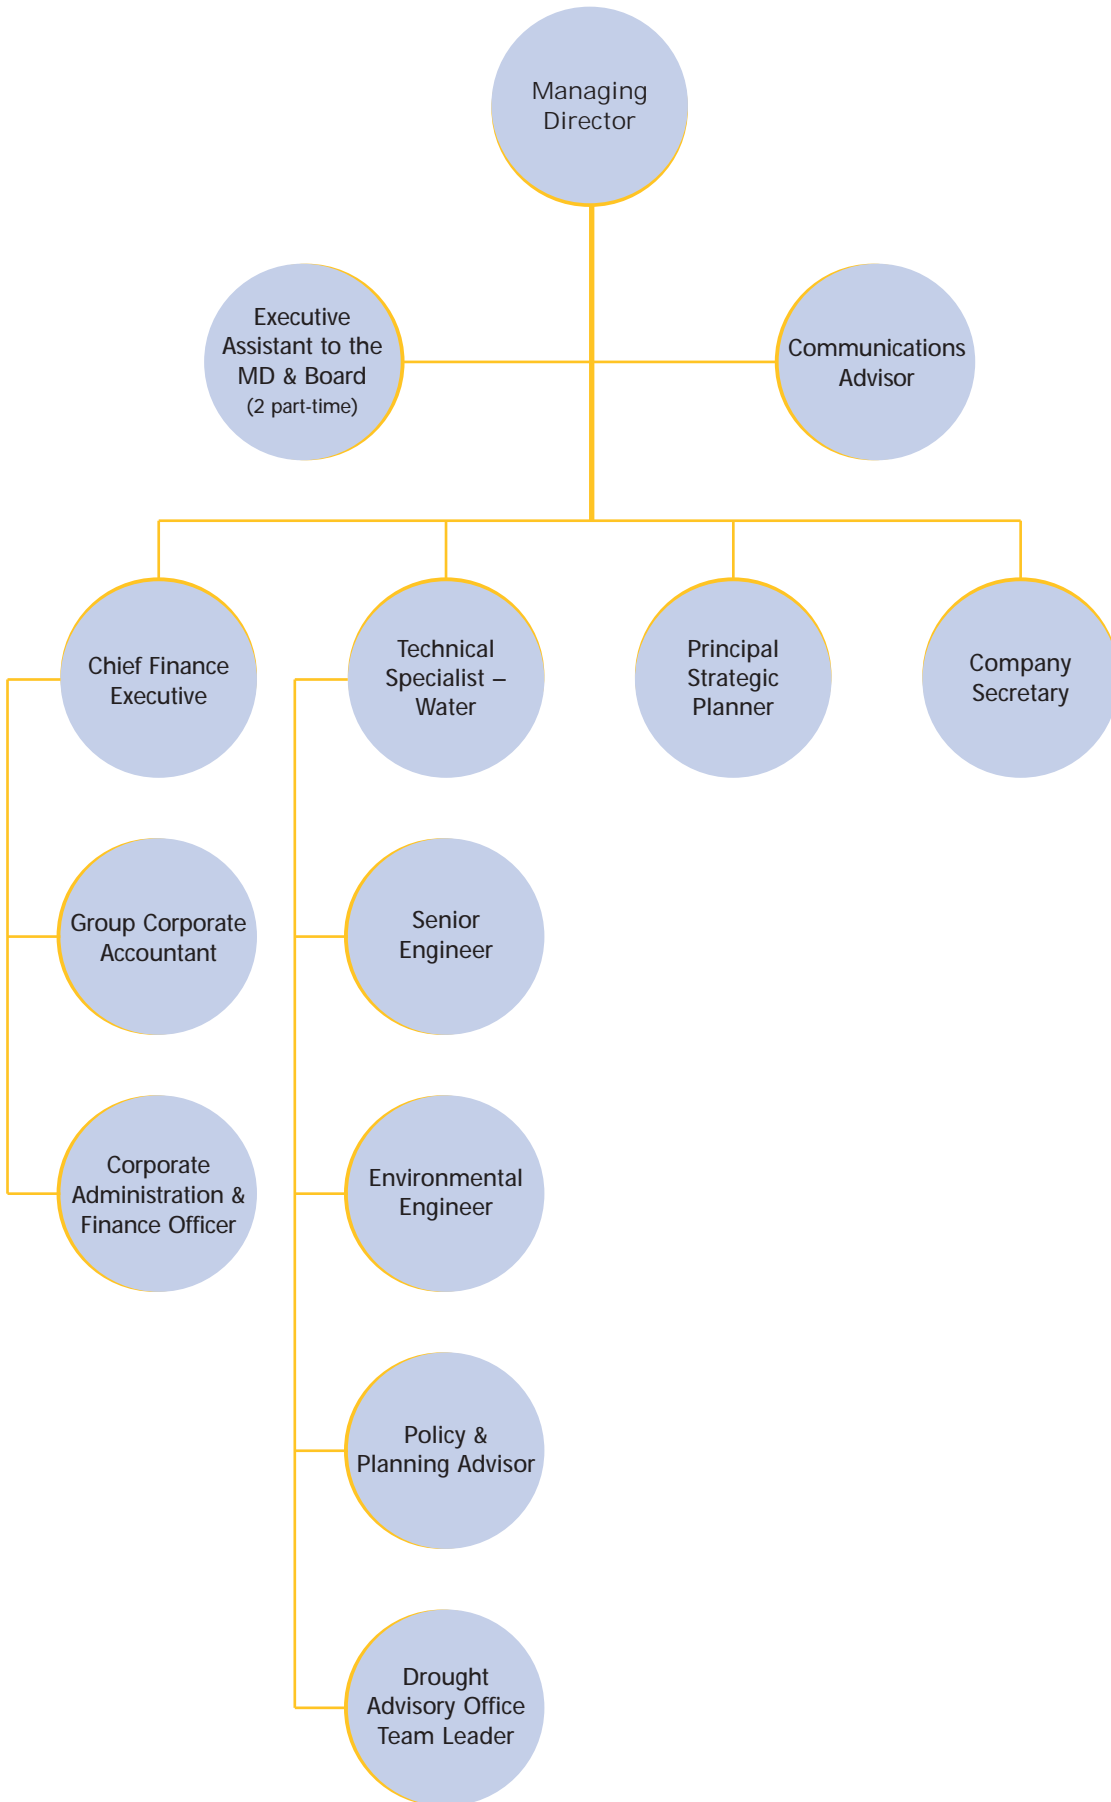 Managing
Director
Executive
Assistant to the
MD & Board
(2 part-time)
Communications
Advisor
Chief Finance
Executive
Technical
Specialist –
Water
Principal
Strategic
Planner
Company
Secretary
Group Corporate
Accountant
Senior
Engineer
Corporate
Administration &
Finance Officer
Environmental
Engineer
Policy &
Planning Advisor
Drought
Advisory Office
Team Leader